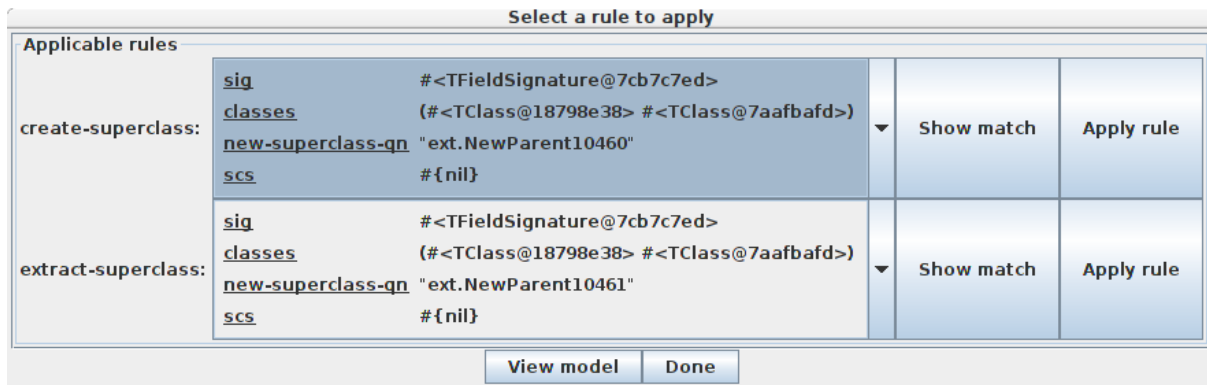 Select a rule to apply
Applicable rules
create-superclass:
sig #<TFieldSignature@7cb7c7ed>
classes (#<TClass@18798e38> #<TClass@7aafbafd>)
new-superclass-qn "ext.NewParent10460"
scs #{nil}
Show match
Apply rule
extract-superclass:
sig #<TFieldSignature@7cb7c7ed>
classes (#<TClass@18798e38> #<TClass@7aafbafd>)
new-superclass-qn "ext.NewParent10461"
scs #{nil}
Show match
Apply rule
View model
Done